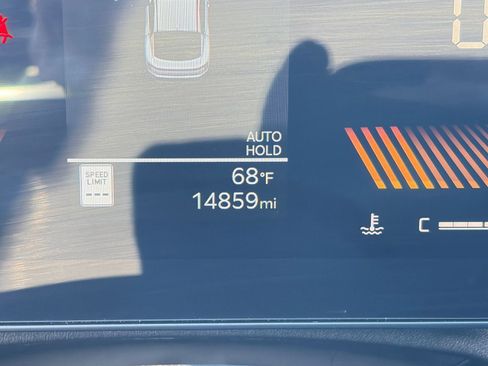 AUTO
HOLD
SPEED
LIMIT
---
68°F
14859mi
C